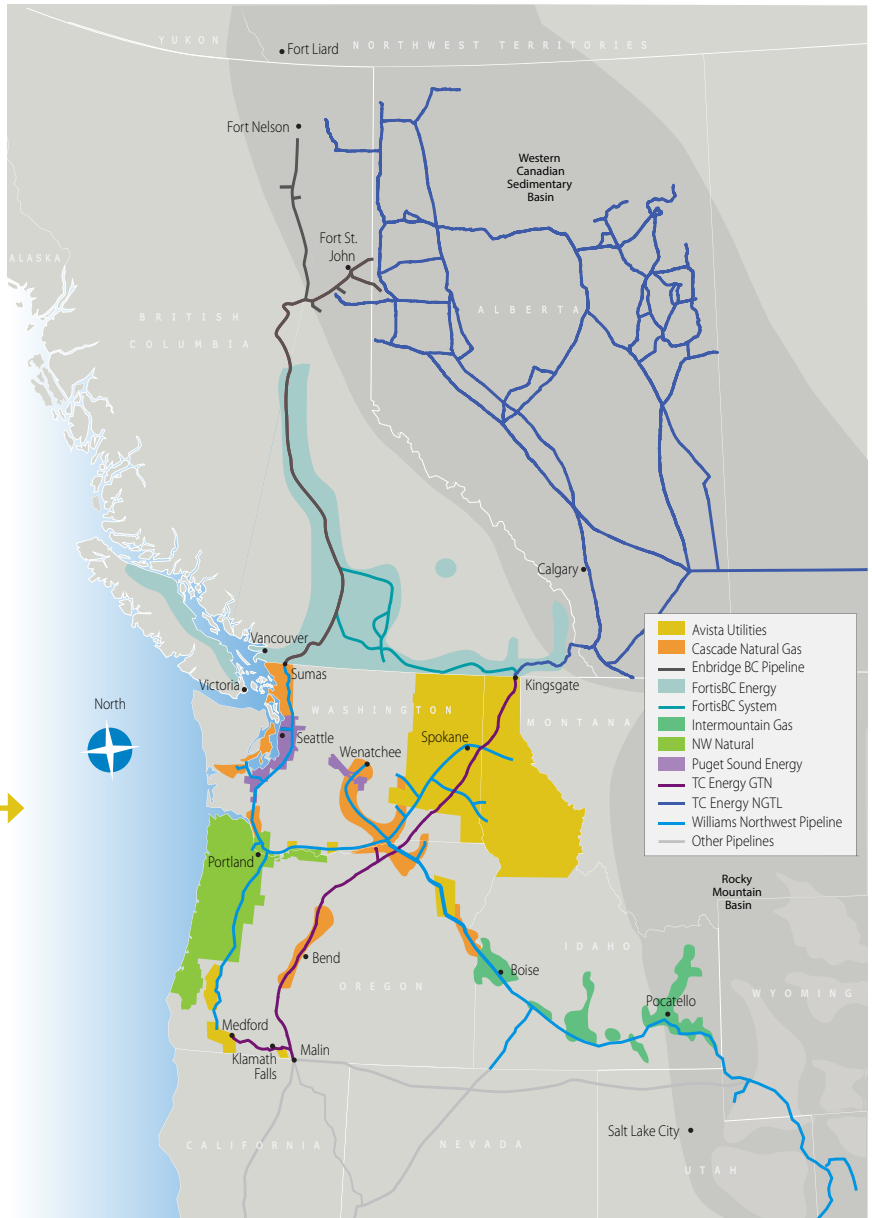 YUKON
Fort Liard
NORTHWEST TERRITORIES
Fort Nelson
Western
Canadian
Sedimentary
Basin
Fort St.
John
ALASKA
BRITISH
COLUMBIA
ALBERTA
Calgary
Vancouver
Sumas
Victoria
Kingsgate
North
WASHINGTON
MONTANA
Seattle
Wenatchee
Spokane
Avista Utilities
Cascade Natural Gas
Enbridge BC Pipeline
FortisBC Energy
FortisBC System
Intermountain Gas
NW Natural
Puget Sound Energy
TC Energy GTN
TC Energy NGTL
Williams Northwest Pipeline
Other Pipelines
Portland
Rocky
Mountain
Basin
Bend
IDAHO
Boise
OREGON
Pocatello
WYOMING
Medford
Klamath
Falls
Malin
CALIFORNIA
NEVADA
Salt Lake City
UTAH